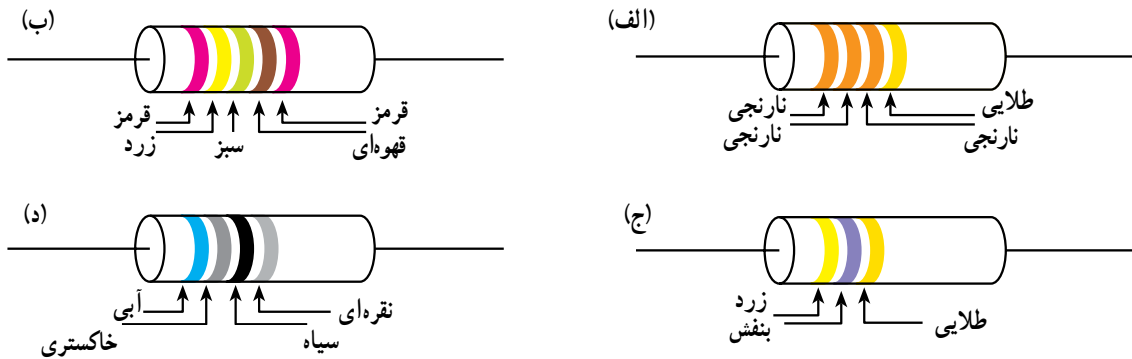 (الف)
نارنجی طلایی
نارنجی نارنجی
(ب)
قرمز قرمز
زرد سبز قهوه‌ای
(ج)
زرد
بنفش طلایی
(د)
آبی نقره‌ای
خاکستری سیاه